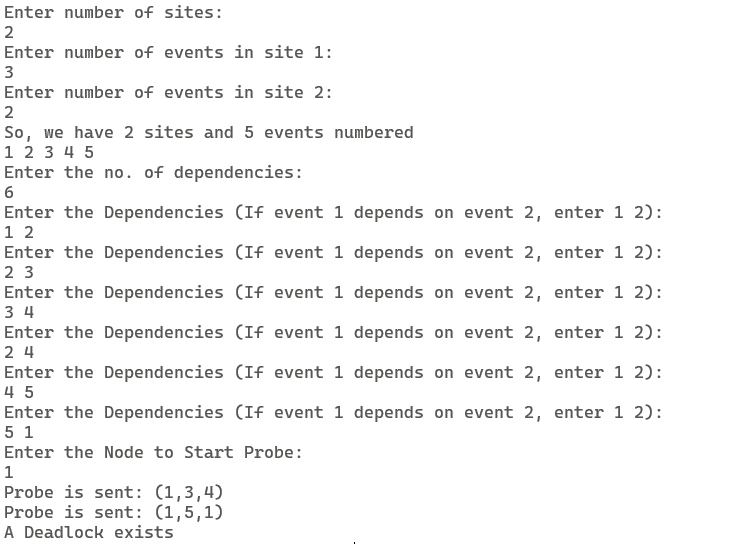 Enter number of sites:
2
Enter number of events in site 1:
3
Enter number of events in site 2:
2
So, we have 2 sites and 5 events numbered
1 2 3 4 5
Enter the no. of dependencies:
6
Enter the Dependencies (If event 1 depends on event 2, enter 1 2):
1 2
Enter the Dependencies (If event 1 depends on event 2, enter 1 2):
2 3
Enter the Dependencies (If event 1 depends on event 2, enter 1 2):
3 4
Enter the Dependencies (If event 1 depends on event 2, enter 1 2):
2 4
Enter the Dependencies (If event 1 depends on event 2, enter 1 2):
4 5
Enter the Dependencies (If event 1 depends on event 2, enter 1 2):
5 1
Enter the Node to Start Probe:
1
Probe is sent: (1,3,4)
Probe is sent: (1,5,1)
A Deadlock exists